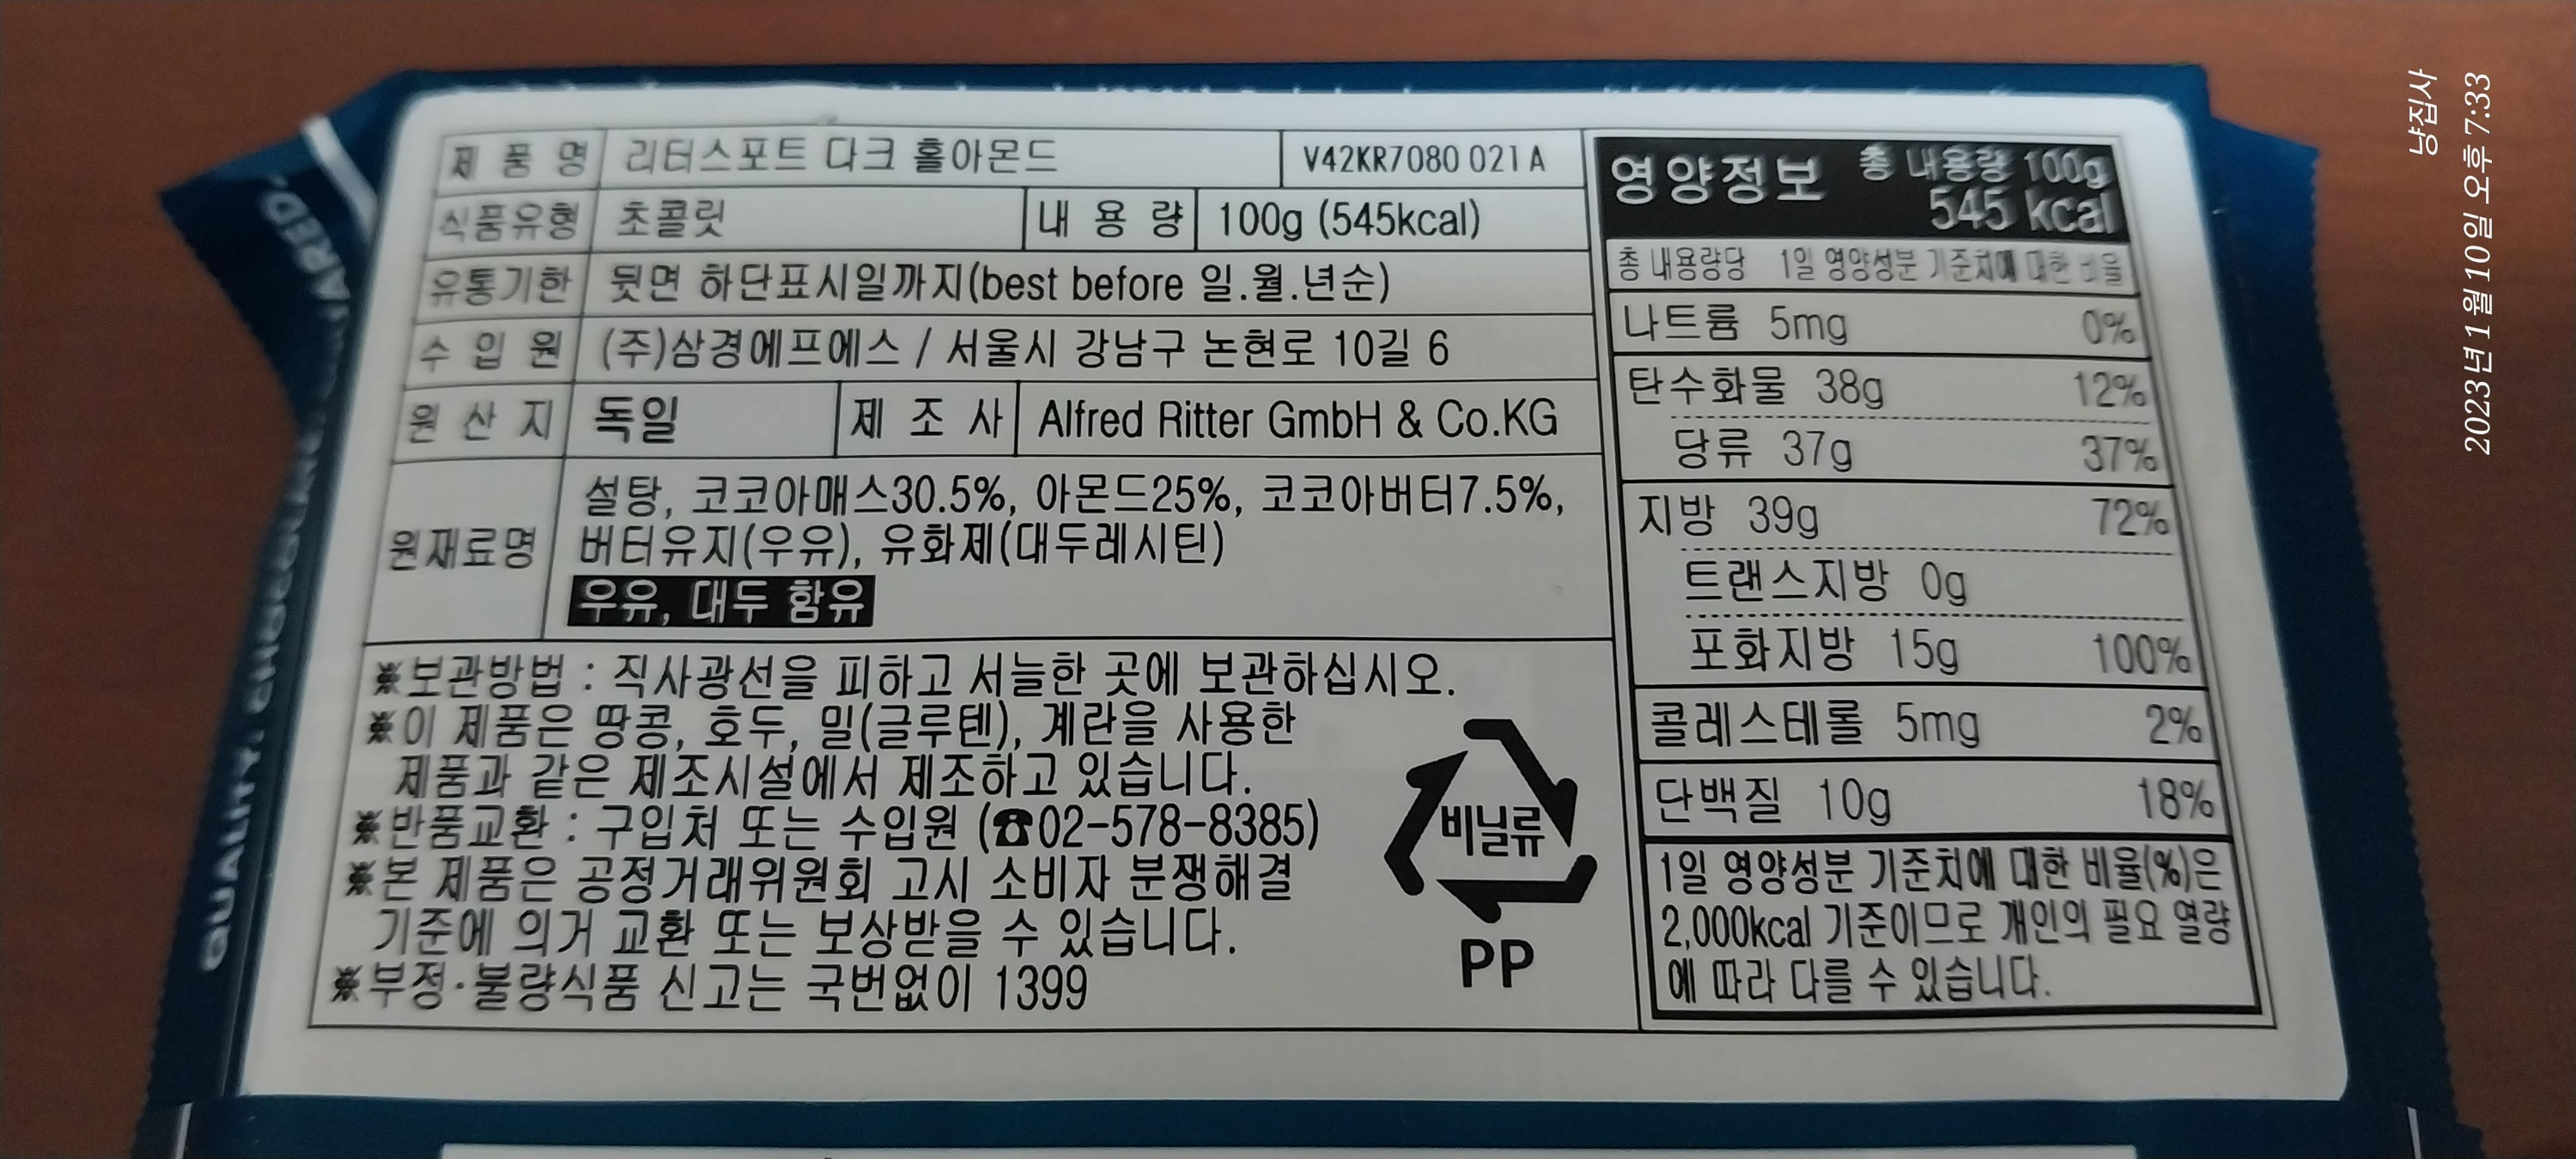 제 품 명 리터스포트 다크 홀아몬드 V42KR7080 021 A
식품유형 초콜릿 내 용 량 100g (545kcal)
유통기한 뒷면 하단표시일까지(best before 일.월.년순)
수 입 원 (주)삼경에프에스 / 서울시 강남구 논현로 10길 6
원 산 지 독일 제 조 사 Alfred Ritter GmbH & Co.KG
원재료명 설탕, 코코아매스30.5%, 아몬드25%, 코코아버터7.5%,
버터유지(우유), 유화제(대두레시틴)
우유, 대두 함유
※보관방법 : 직사광선을 피하고 서늘한 곳에 보관하십시오.
※이 제품은 땅콩, 호두, 밀(글루텐), 계란을 사용한
제품과 같은 제조시설에서 제조하고 있습니다.
※반품교환 : 구입처 또는 수입원 (☎02-578-8385)
※본 제품은 공정거래위원회 고시 소비자 분쟁해결
기준에 의거 교환 또는 보상받을 수 있습니다.
※부정·불량식품 신고는 국번없이 1399
비닐류
PP
영양정보 총 내용량 100g
545 kcal
총 내용량당 1일 영양성분 기준치에 대한 비율
나트륨 5mg 0%
탄수화물 38g 12%
당류 37g 37%
지방 39g 72%
트랜스지방 0g
포화지방 15g 100%
콜레스테롤 5mg 2%
단백질 10g 18%
1일 영양성분 기준치에 대한 비율(%)은
2,000kcal 기준이므로 개인의 필요 열량
에 따라 다를 수 있습니다.
QUALITY.
냥집사
2023년 1월 10일 오후 7:33